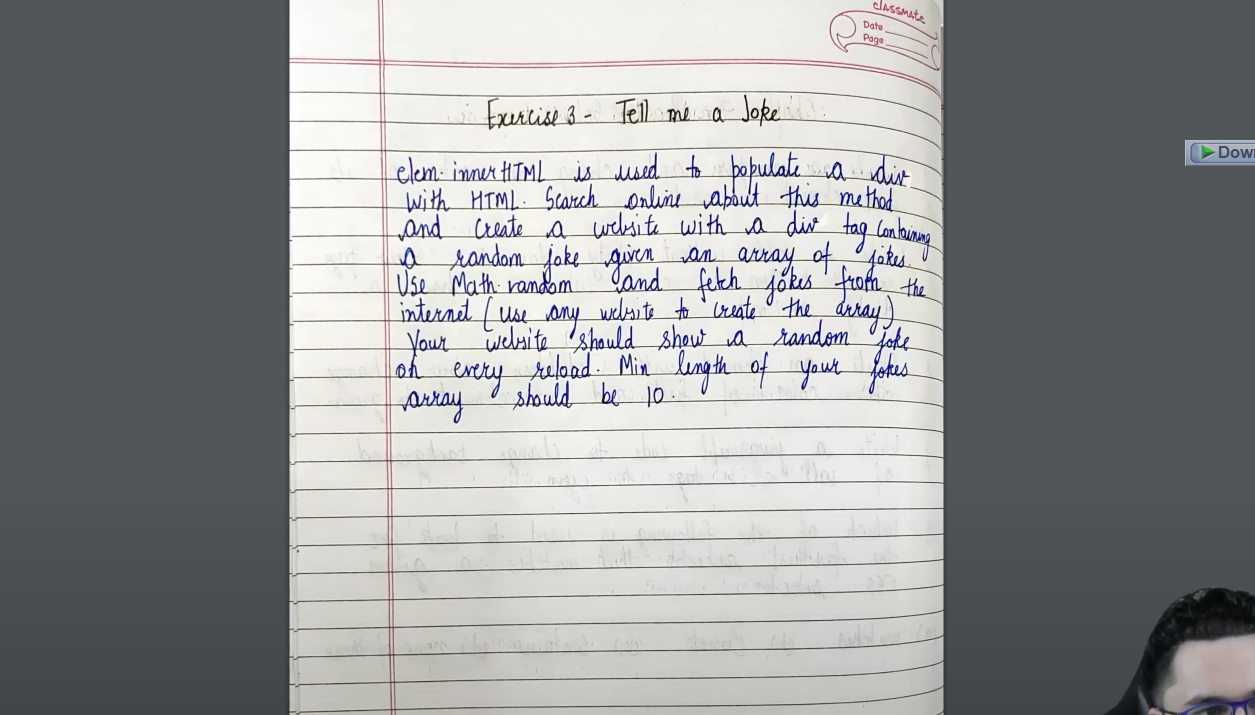 classmate
Date
Page
Exercise 3 - Tell me a Joke
elem.innerHTML is used to populate a div
with HTML. Search online about this method
and create a website with a div tag containing
a random joke given an array of jokes.
Use Math.random and fetch jokes from the
internet (use any website to create the array)
Your website should show a random joke
on every reload. Min length of your jokes
array should be 10.
Down